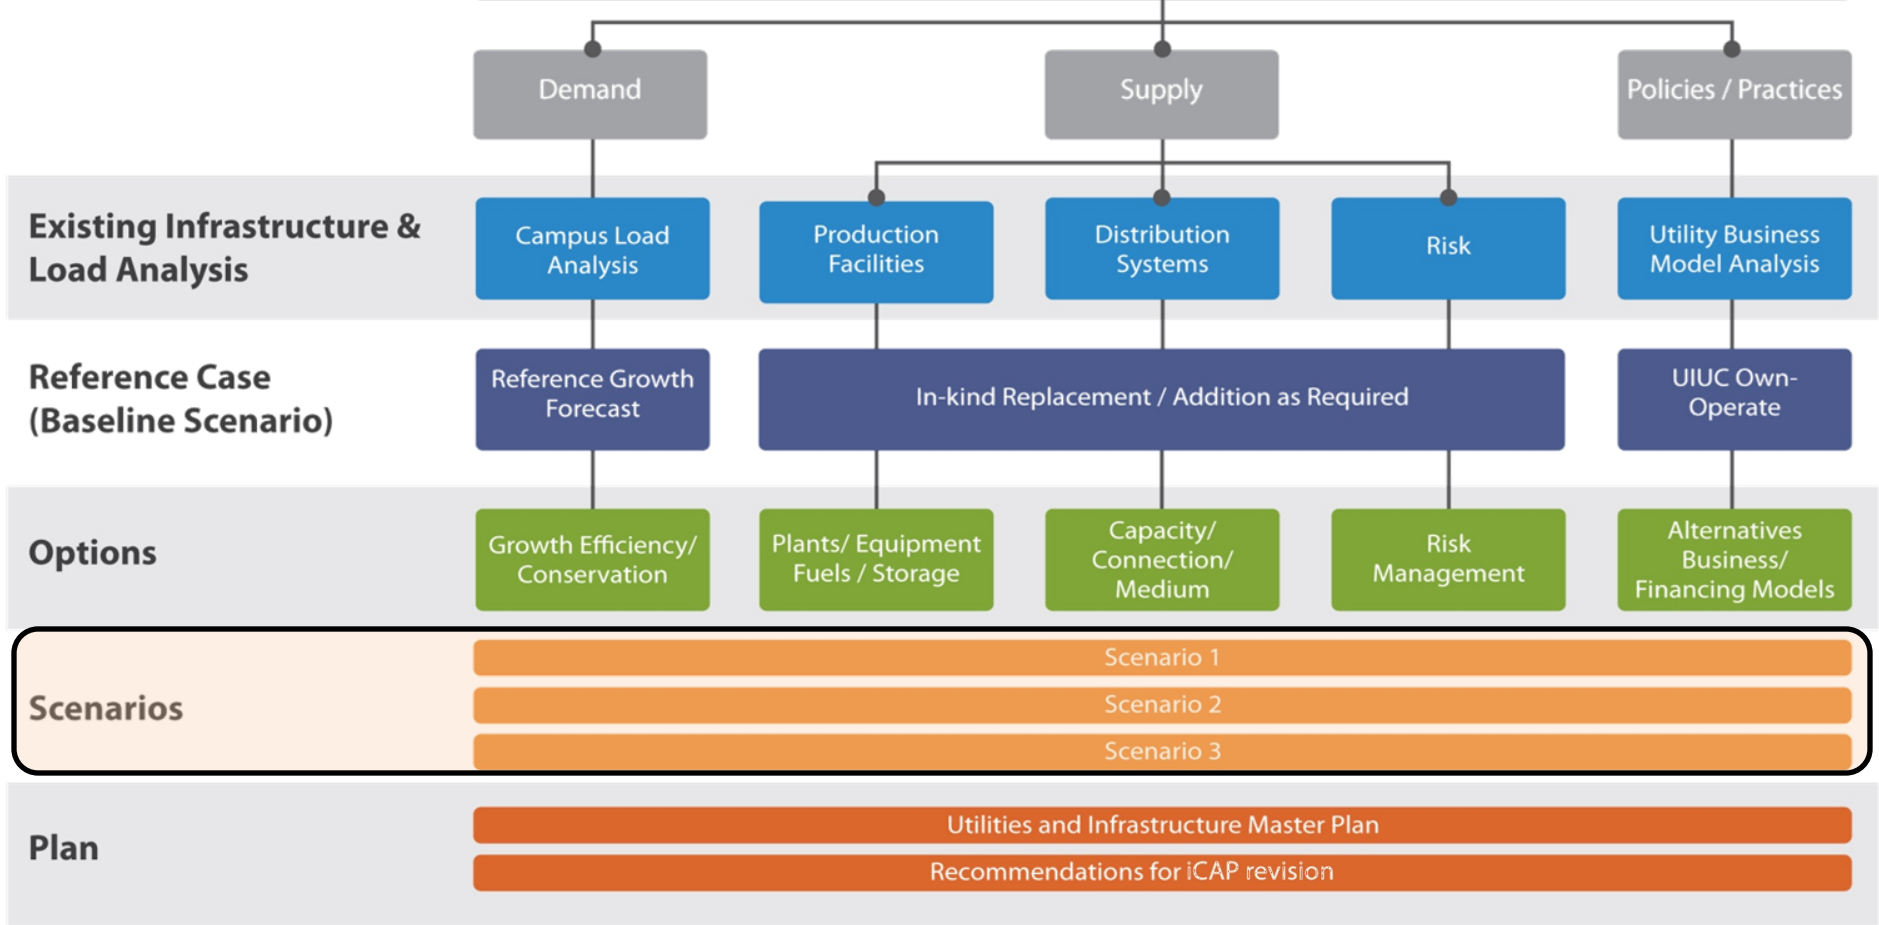 Demand
Supply
Policies / Practices
Existing Infrastructure &
Load Analysis
Campus Load
Analysis
Production
Facilities
Distribution
Systems
Risk
Utility Business
Model Analysis
Reference Case
(Baseline Scenario)
Reference Growth
Forecast
In-kind Replacement / Addition as Required
UIUC Own-
Operate
Options
Growth Efficiency/
Conservation
Plants/ Equipment
Fuels / Storage
Capacity/
Connection/
Medium
Risk
Management
Alternatives
Business/
Financing Models
Scenarios
Scenario 1
Scenario 2
Scenario 3
Plan
Utilities and Infrastructure Master Plan
Recommendations for iCAP revision